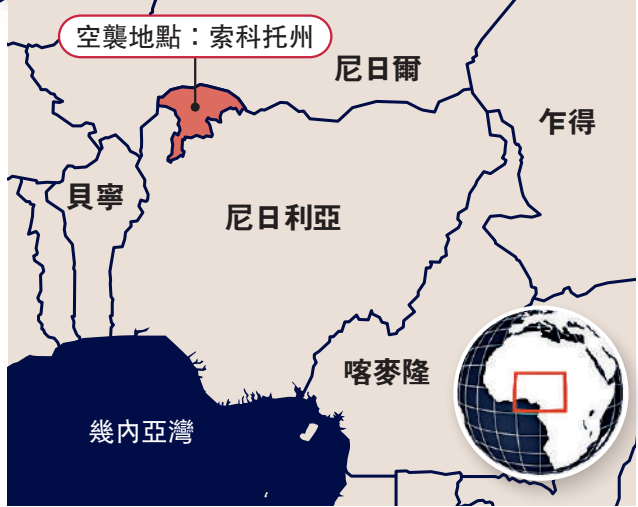 空襲地點：索科托州
尼日爾
乍得
貝寧
尼日利亞
喀麥隆
幾內亞灣